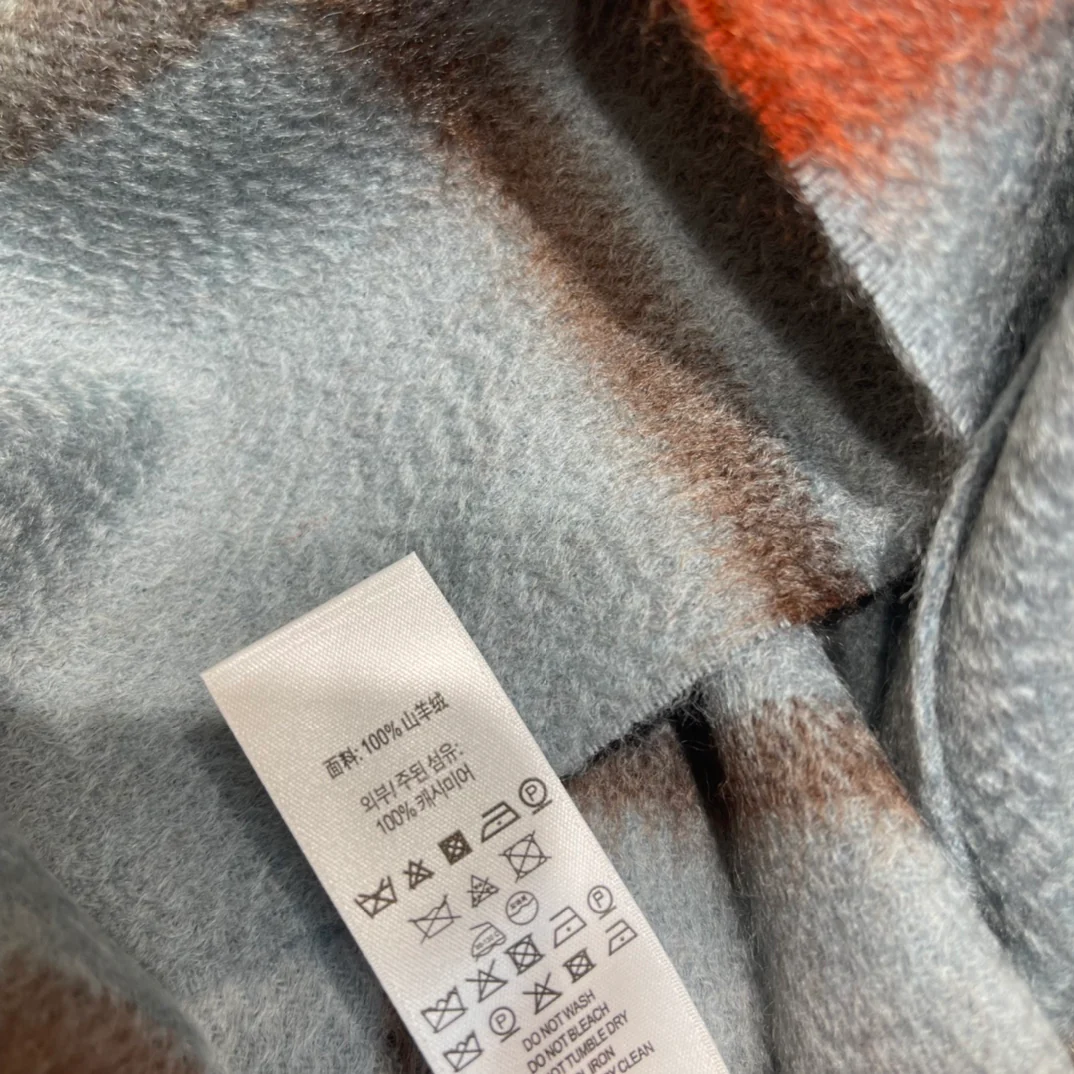 面料: 100% 山羊绒
외부/ 주된 섬유:
100% 캐시미어
DO NOT WASH
DO NOT BLEACH
NOT TUMBLE DRY
IRON
CLEAN